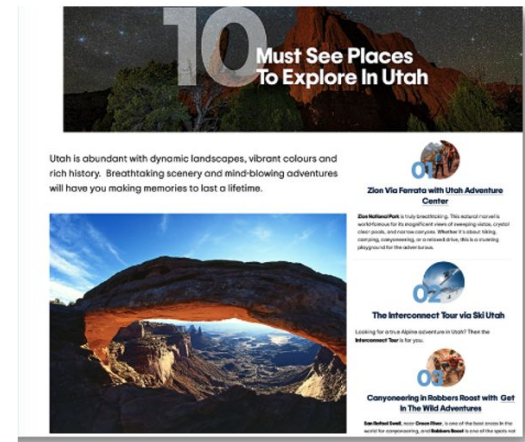 10
Must See Places
To Explore In Utah
Utah is abundant with dynamic landscapes, vibrant colours and
rich history. Breathtaking scenery and mind-blowing adventures
will have you making memories to last a lifetime.
01
Zion Via Ferrata with Utah Adventure
Center
Zion National Park is truly breathtaking. This natural marvel is
world-famous for its magnificent views of sweeping vistas, crystal
clear pools, and narrow canyons. Whether it's about hiking,
camping, canyoneering, or a relaxed drive, this is a stunning
playground for the adventurous.
02
The Interconnect Tour via Ski Utah
Looking for a true Alpine adventure in Utah? Then the
Interconnect Tour is for you.
03
Canyoneering in Robbers Roost with Get
In The Wild Adventures
San Rafael Swell, near Green River, is one of the best areas in the
world for canyoneering, and Robbers Roost is one of the spots not